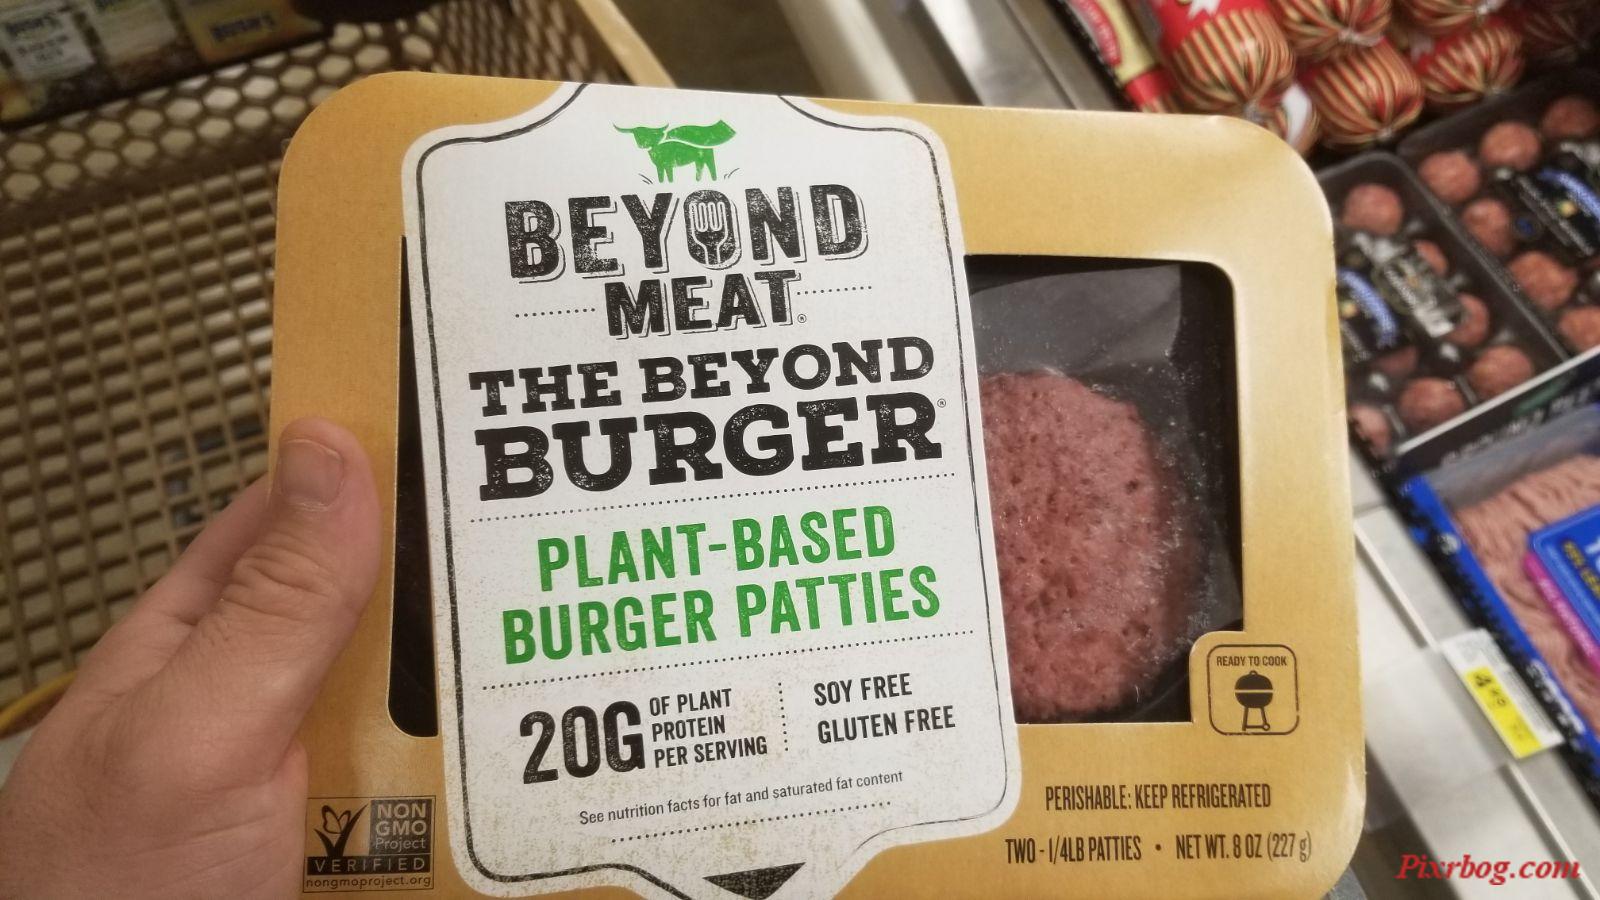 BEYOND
MEAT®
THE BEYOND
BURGER®
PLANT-BASED
BURGER PATTIES
20G
OF PLANT
PROTEIN
PER SERVING
SOY FREE
GLUTEN FREE
See nutrition facts for fat and saturated fat content
NON
GMO
Project
VERIFIED
nongmoproject.org
READY TO COOK
PERISHABLE: KEEP REFRIGERATED
TWO - 1/4LB PATTIES • NET WT. 8 OZ (227 g)
Pixrbog.com